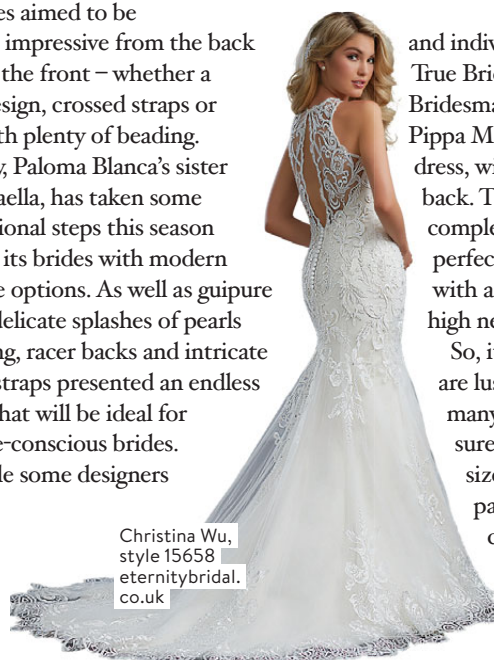 es aimed to be
impressive from the back
the front – whether a
esign, crossed straps or
th plenty of beading.
y, Paloma Blanca's sister
aella, has taken some
ional steps this season
its brides with modern
e options. As well as guipure
delicate splashes of pearls
ng, racer backs and intricate
straps presented an endless
that will be ideal for
e-conscious brides.
le some designers
Christina Wu,
style 15658
eternitybridal.
co.uk
and indiv
True Brid
Bridesma
Pippa M
dress, wi
back. T
comple
perfec
with a
high ne
So, i
are lus
many
sure
size
pa